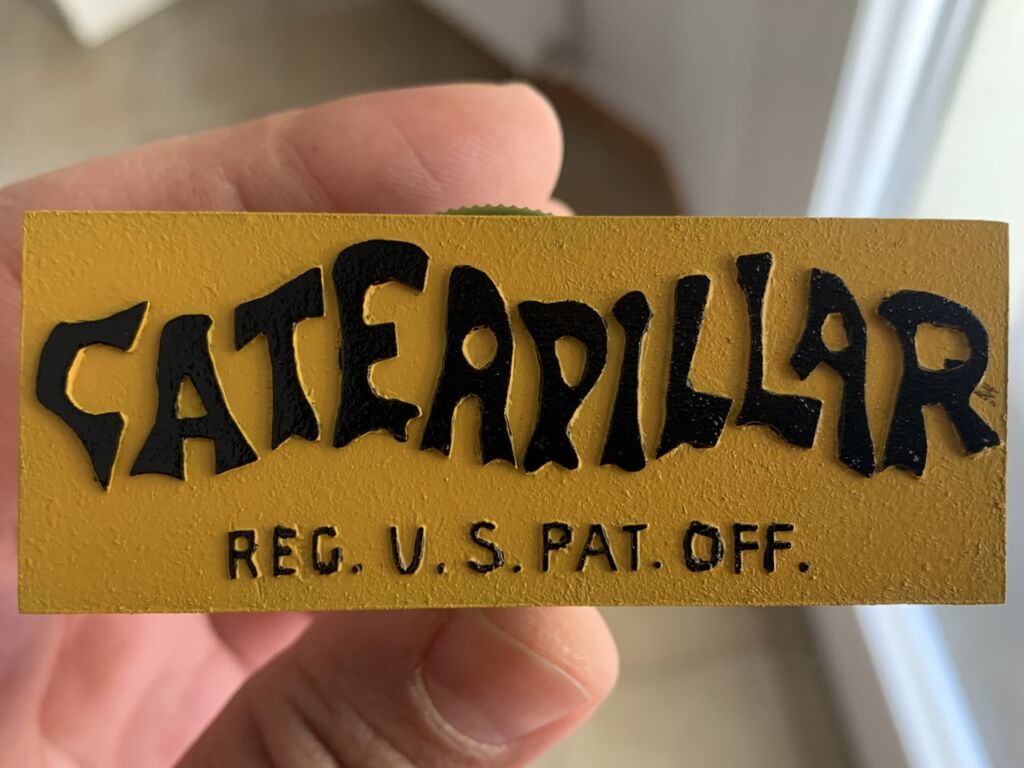 CATERPILLAR
REG. U.S. PAT. OFF.